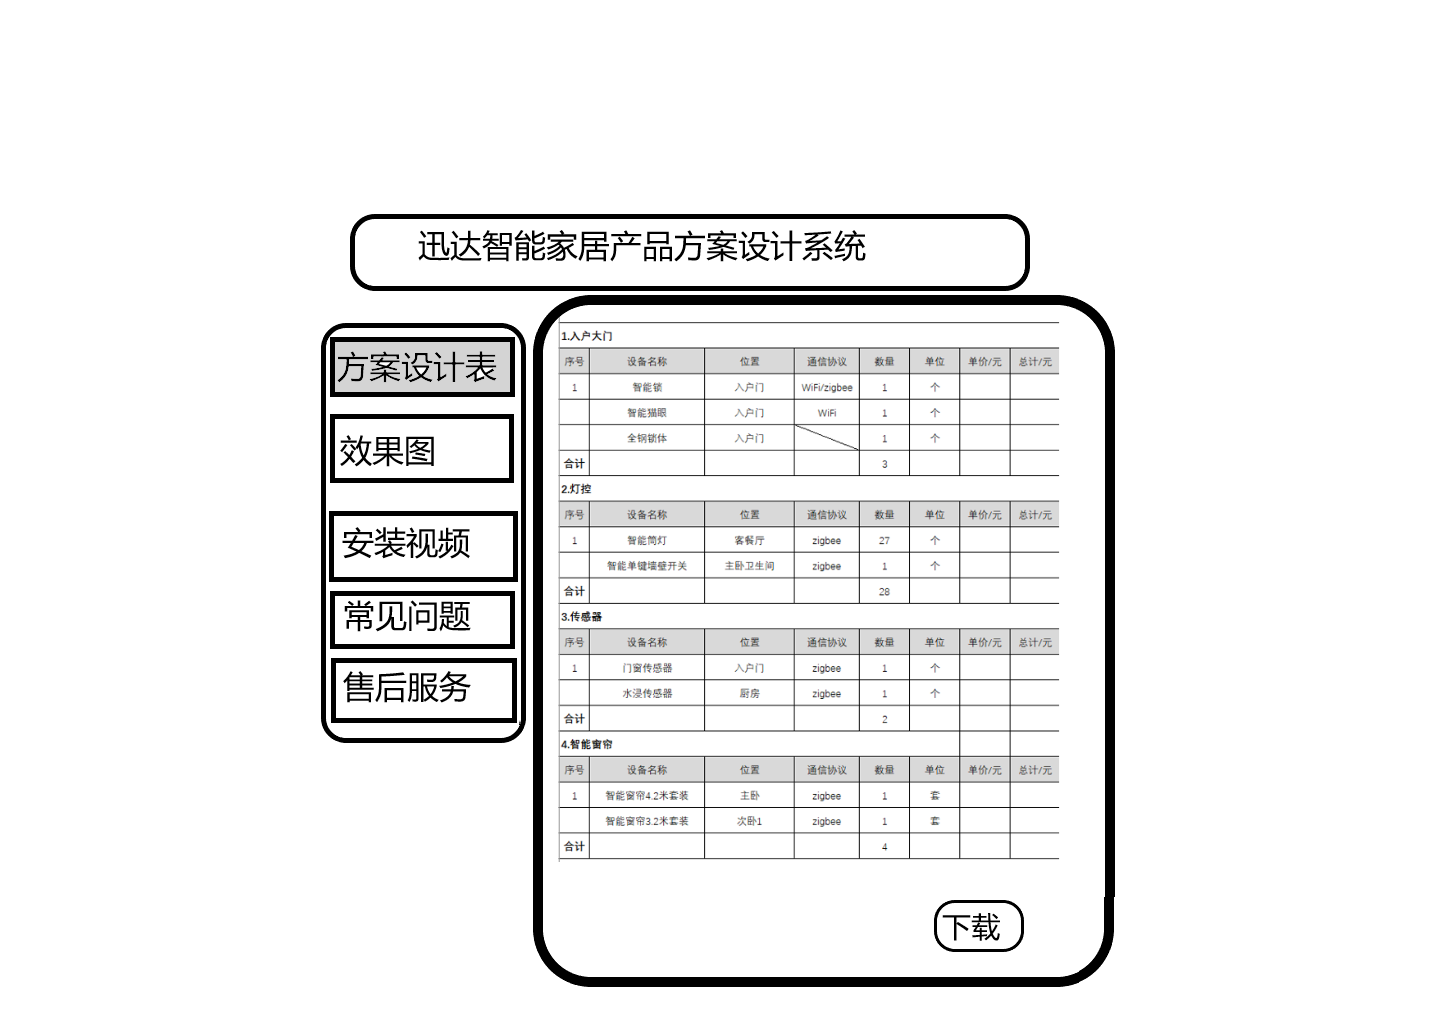 迅达智能家居产品方案设计系统
方案设计表
效果图
安装视频
常见问题
售后服务
1.入户大门
序号 设备名称 位置 通信协议 数量 单位 单价/元 总计/元
1 智能锁 入户门 WiFi/zigbee 1 个
智能猫眼 入户门 WiFi 1 个
全钢锁体 入户门 1 个
合计 3
2.灯控
序号 设备名称 位置 通信协议 数量 单位 单价/元 总计/元
1 智能筒灯 客餐厅 zigbee 27 个
智能单键墙壁开关 主卧卫生间 zigbee 1 个
合计 28
3.传感器
序号 设备名称 位置 通信协议 数量 单位 单价/元 总计/元
1 门窗传感器 入户门 zigbee 1 个
水浸传感器 厨房 zigbee 1 个
合计 2
4.智能窗帘
序号 设备名称 位置 通信协议 数量 单位 单价/元 总计/元
1 智能窗帘4.2米套装 主卧 zigbee 1 套
智能窗帘3.2米套装 次卧1 zigbee 1 套
合计 4
下载